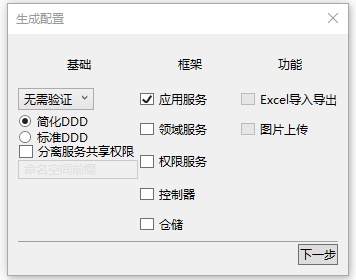 生成配置
基础 框架 功能
无需验证 应用服务 Excel导入导出
简化DDD
标准DDD 领域服务 图片上传
分离服务共享权限 权限服务
命名空间前缀
控制器
仓储
下一步